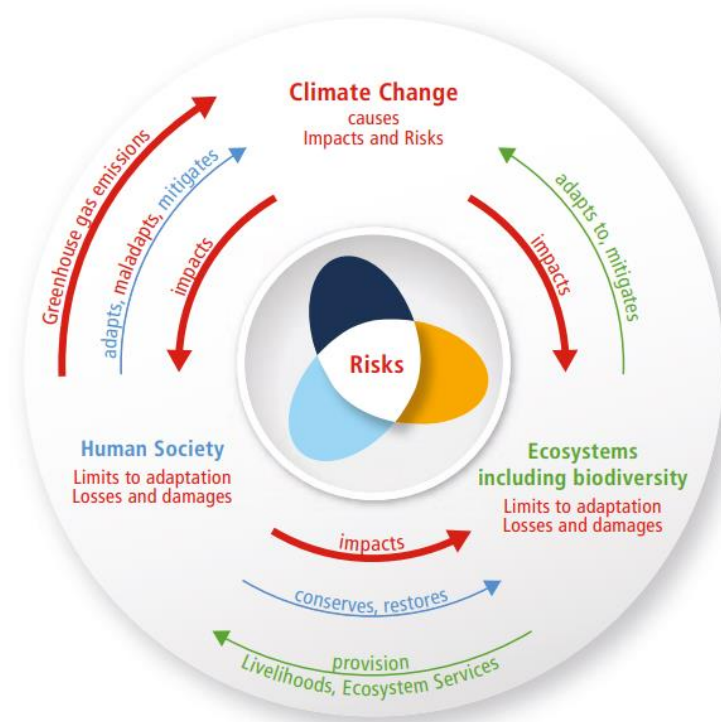 Climate Change
causes
Impacts and Risks
Greenhouse gas emissions
adapts, maladapts, mitigates
impacts
impacts
adapts to, mitigates
Risks
Human Society
Limits to adaptation
Losses and damages
Ecosystems
including biodiversity
Limits to adaptation
Losses and damages
impacts
conserves, restores
provision
Livelihoods, Ecosystem Services